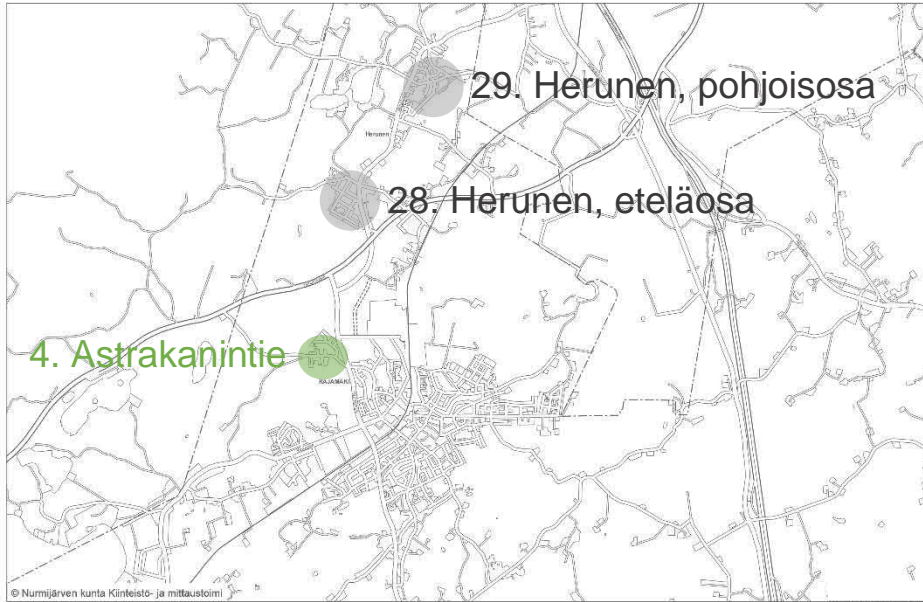 29. Herunen, pohjoisosa
Herunen
28. Herunen, eteläosa
4. Astrakanintie
RAJAMÄKI
© Nurmijärven kunta Kiinteistö- ja mittaustoimi